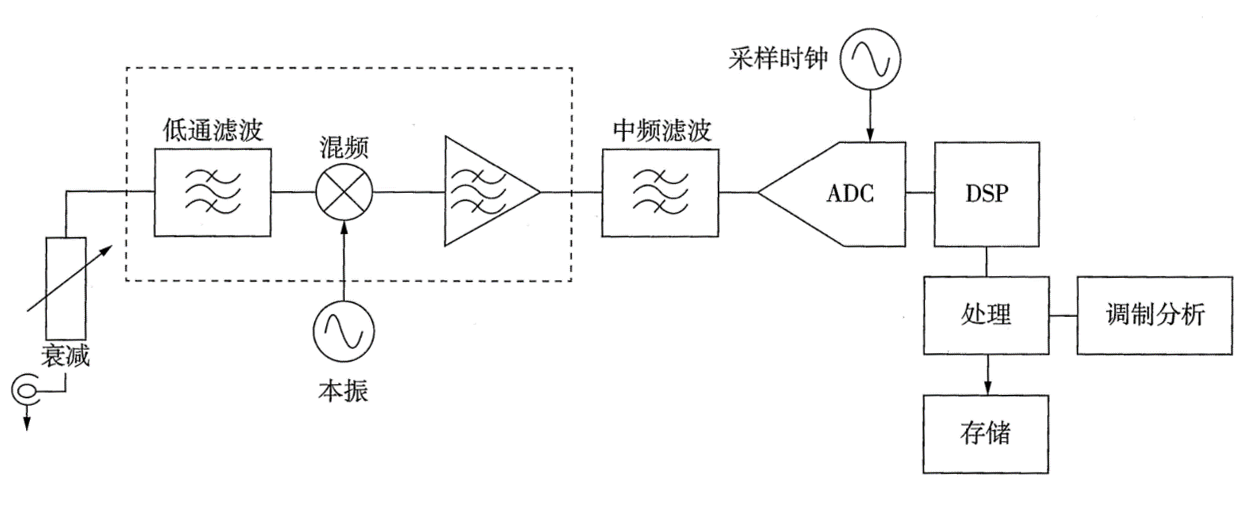 采样时钟
低通滤波
混频
中频滤波
ADC
DSP
处理
调制分析
衰减
本振
存储